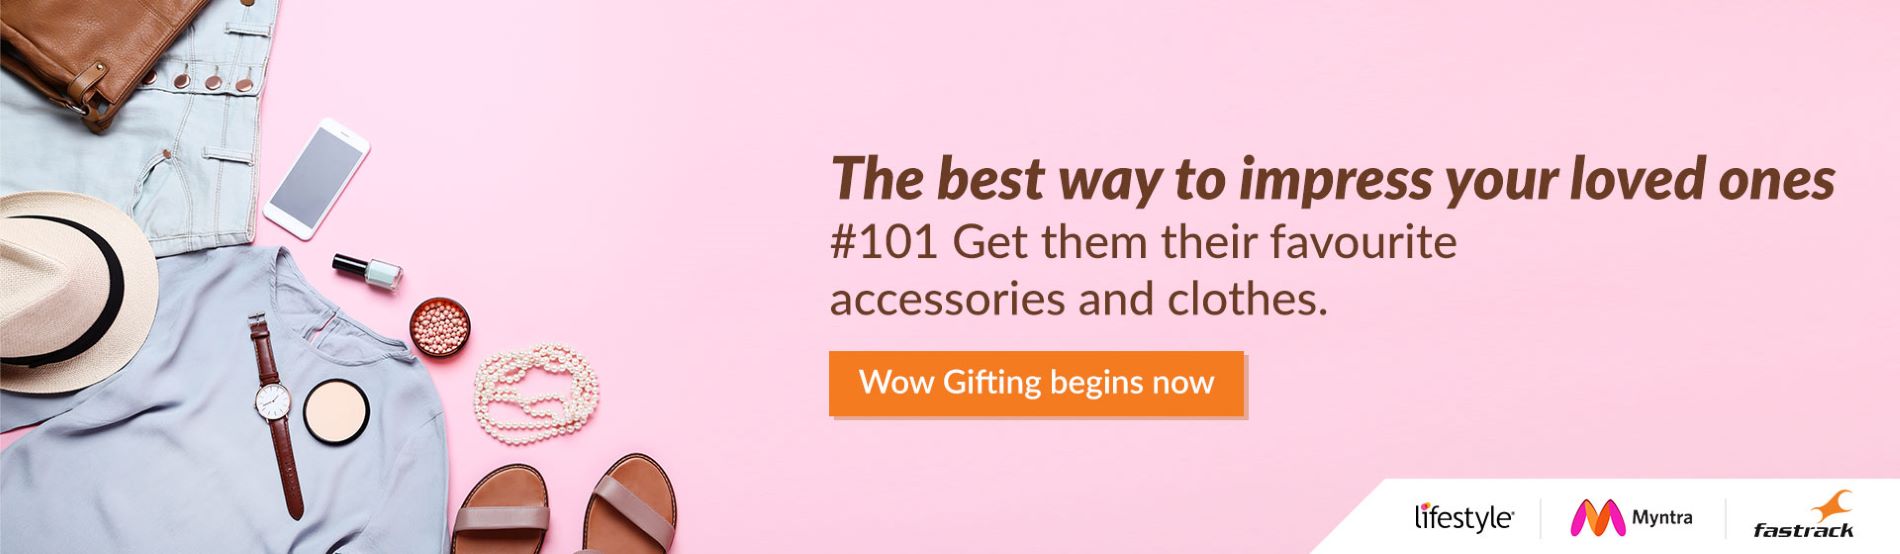 The best way to impress your loved ones
#101 Get them their favourite
accessories and clothes.
Wow Gifting begins now
lifestyle
Myntra
fastrack